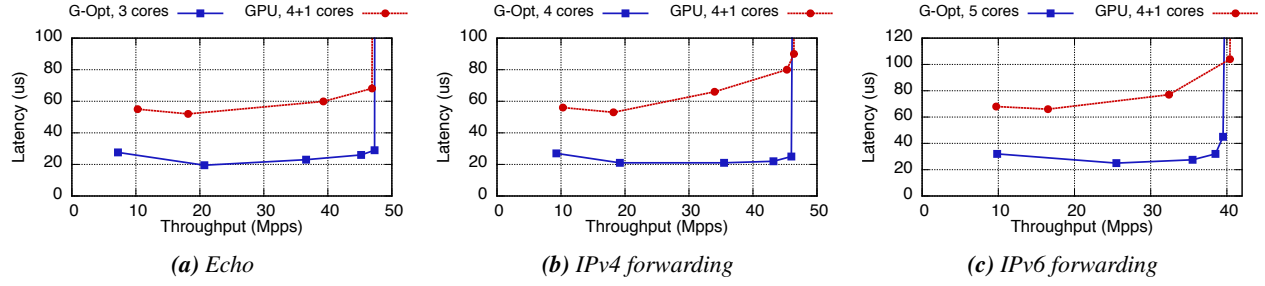 G-Opt, 3 cores GPU, 4+1 cores
100
80
60
40
20
0
Latency (us)
0 10 20 30 40 50
Throughput (Mpps)
(a) Echo
G-Opt, 4 cores GPU, 4+1 cores
100
80
60
40
20
0
Latency (us)
0 10 20 30 40 50
Throughput (Mpps)
(b) IPv4 forwarding
G-Opt, 5 cores GPU, 4+1 cores
120
100
80
60
40
20
0
Latency (us)
0 10 20 30 40
Throughput (Mpps)
(c) IPv6 forwarding